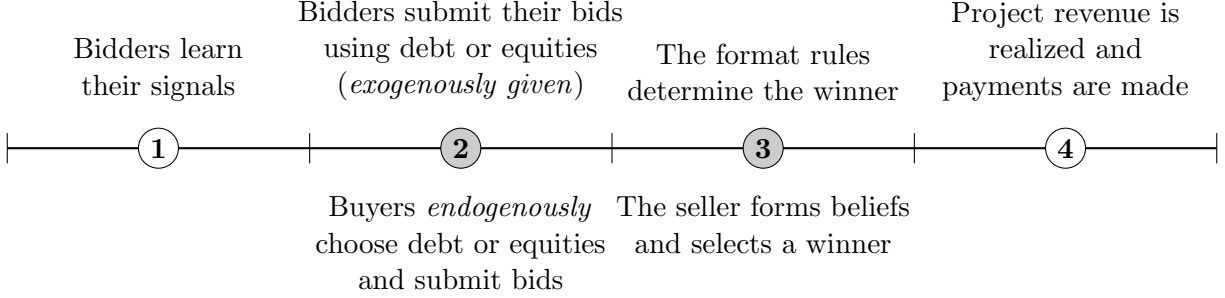 Bidders learn
their signals
Bidders submit their bids
using debt or equities
(exogenously given)
The format rules
determine the winner
Project revenue is
realized and
payments are made
1
2
3
4
Buyers endogenously
choose debt or equities
and submit bids
The seller forms beliefs
and selects a winner